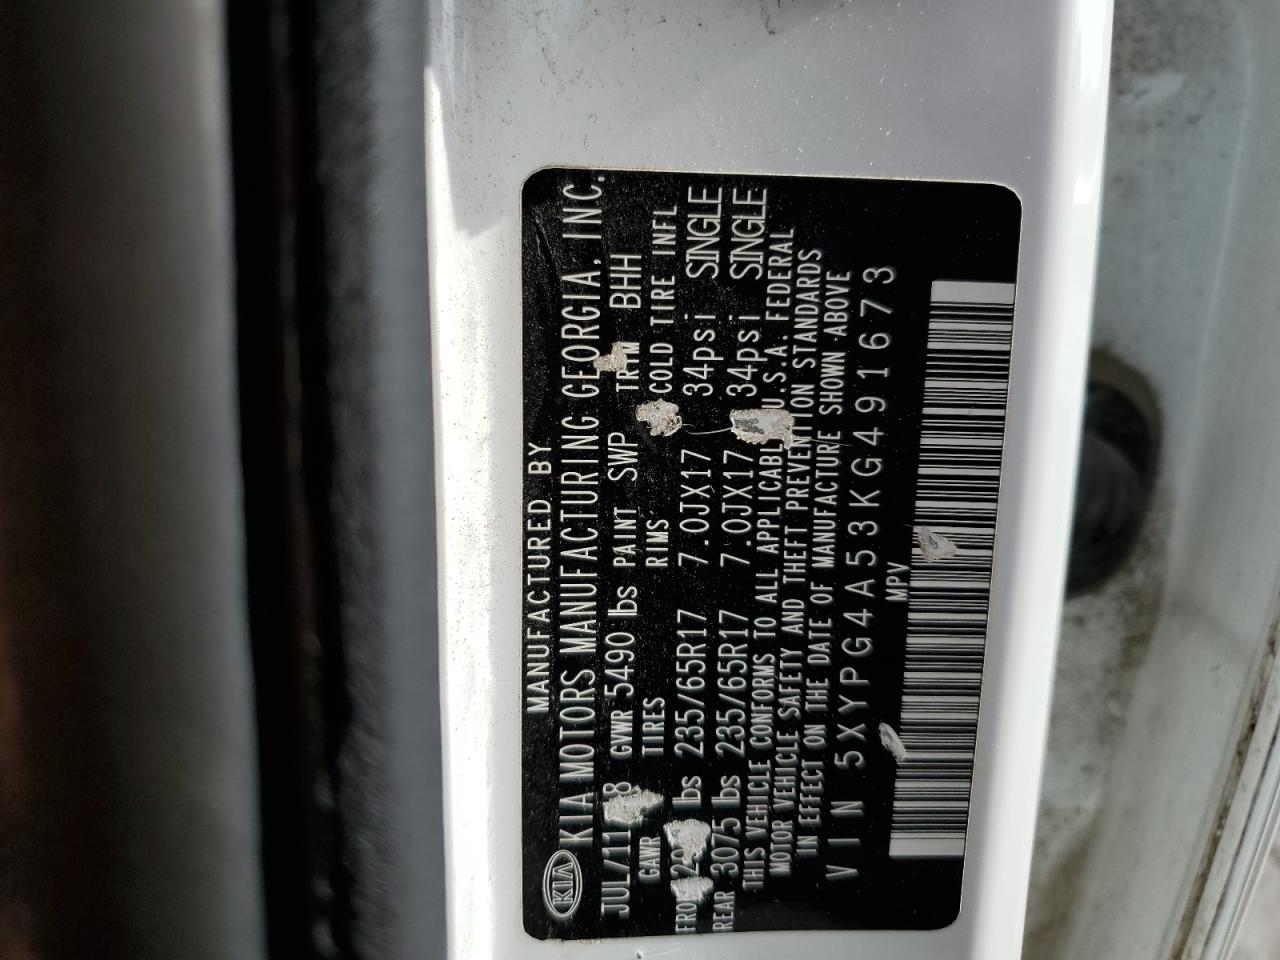 KIA
MANUFACTURED BY
KIA MOTORS MANUFACTURING GEORGIA, INC.
JUL/11 8 GVWR 5490 lbs PAINT SWP TRIM BHH
GAWR TIRES RIMS COLD TIRE INFL
lbs 235/65R17 7.0JX17 34psi SINGLE
REAR 3075 lbs 235/65R17 7.0JX17 34psi SINGLE
THIS VEHICLE CONFORMS TO ALL APPLICABL U.S.A. FEDERAL
MOTOR VEHICLE SAFETY AND THEFT PREVENTION STANDARDS
IN EFFECT ON THE DATE OF MANUFACTURE SHOWN ABOVE
VIN 5XYPG4A53KG491673
MPV